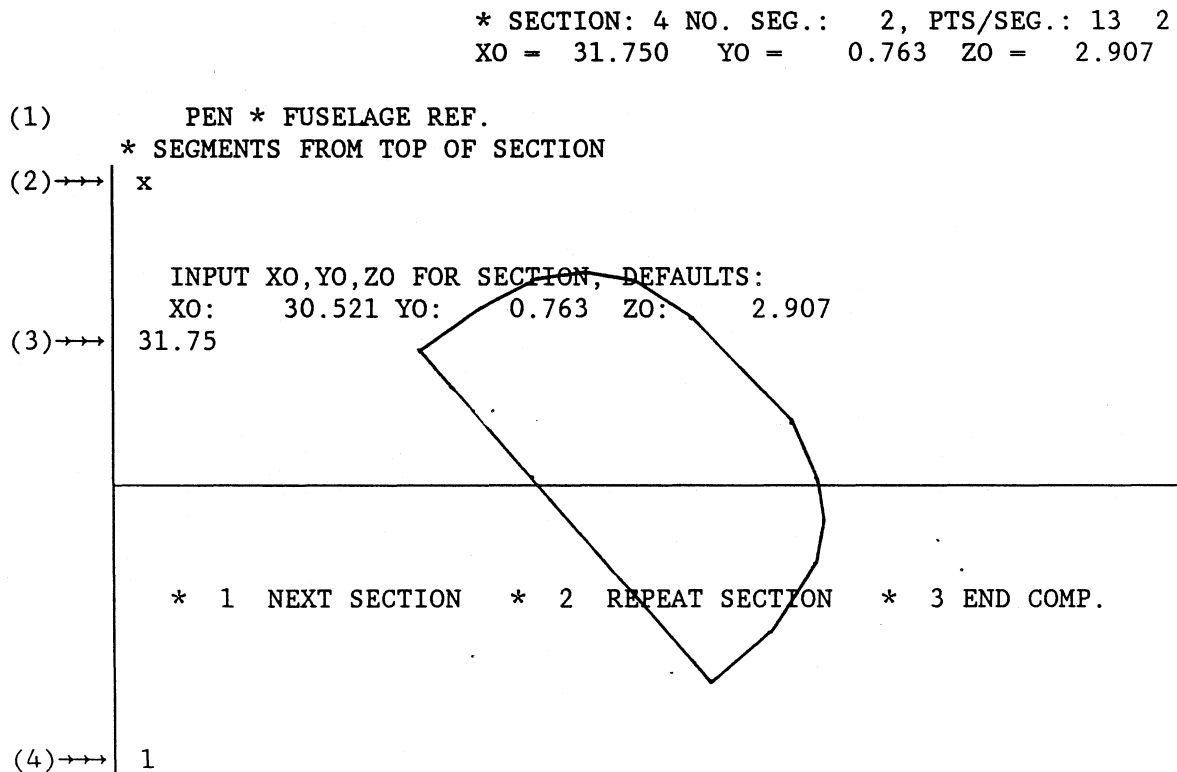 * SECTION: 4 NO. SEG.: 2, PTS/SEG.: 13 2
XO = 31.750 YO = 0.763 ZO = 2.907
(1) PEN * FUSELAGE REF.
* SEGMENTS FROM TOP OF SECTION
(2) x
INPUT XO,YO,ZO FOR SECTION, DEFAULTS:
XO: 30.521 YO: 0.763 ZO: 2.907
(3) 31.75
* 1 NEXT SECTION * 2 REPEAT SECTION * 3 END COMP.
(4) 1